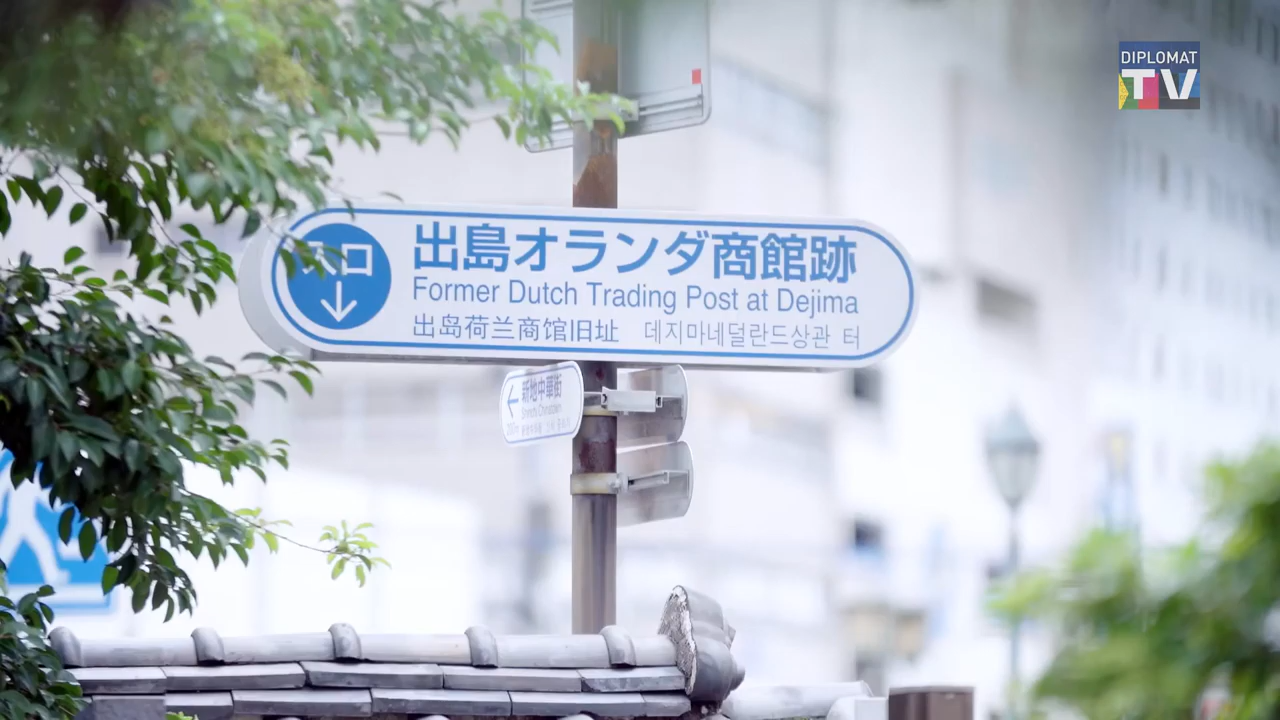 DIPLOMAT
TV
入口
出島オランダ商館跡
Former Dutch Trading Post at Dejima
出岛荷兰商馆旧址 데지마네덜란드상관 터
新地中華街
Shinchi Chinatown